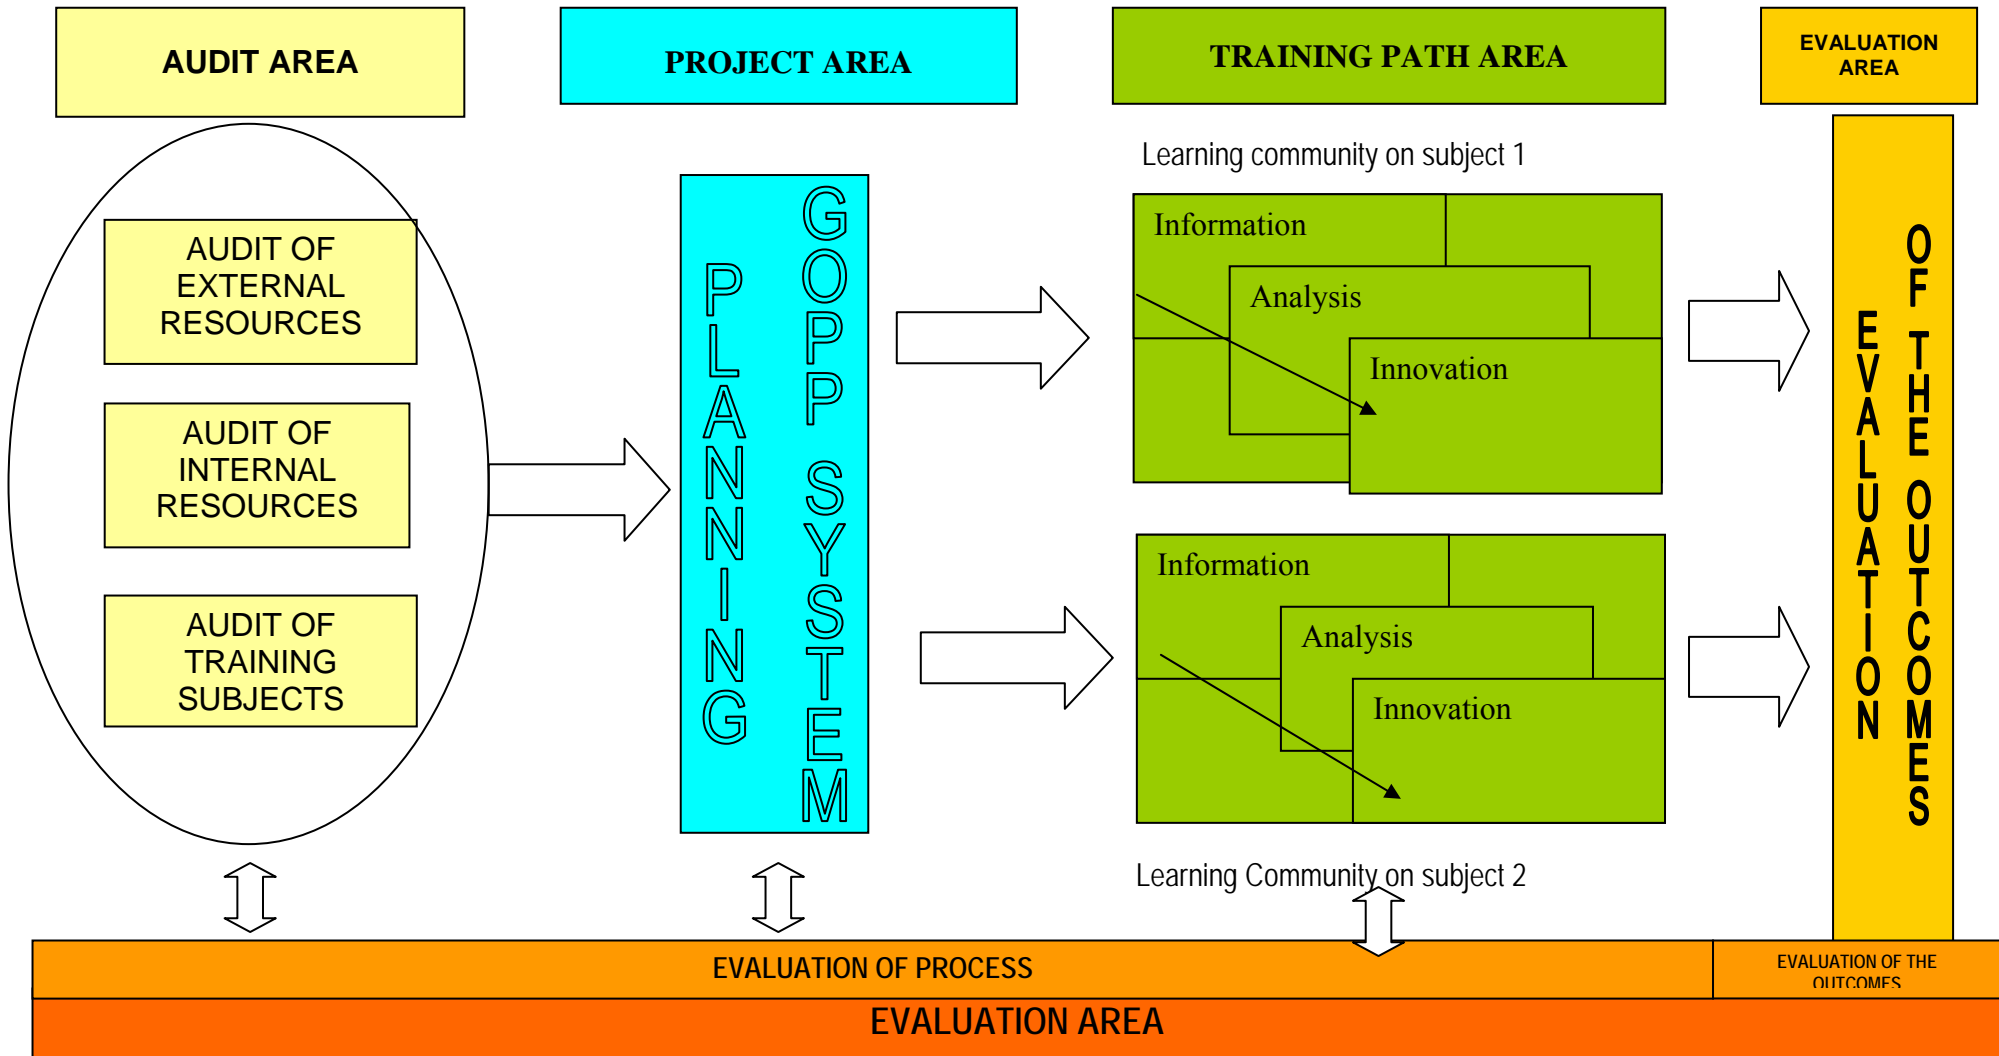 AUDIT AREA
PROJECT AREA
TRAINING PATH AREA
EVALUATION
AREA
AUDIT OF
EXTERNAL
RESOURCES
AUDIT OF
INTERNAL
RESOURCES
AUDIT OF
TRAINING
SUBJECTS
PLANNING
GOPP SYSTEM
Learning community on subject 1
Information
Analysis
Innovation
Information
Analysis
Innovation
Learning Community on subject 2
EVALUATION
OF THE OUTCOMES
EVALUATION OF PROCESS
EVALUATION OF THE
OUTCOMES
EVALUATION AREA